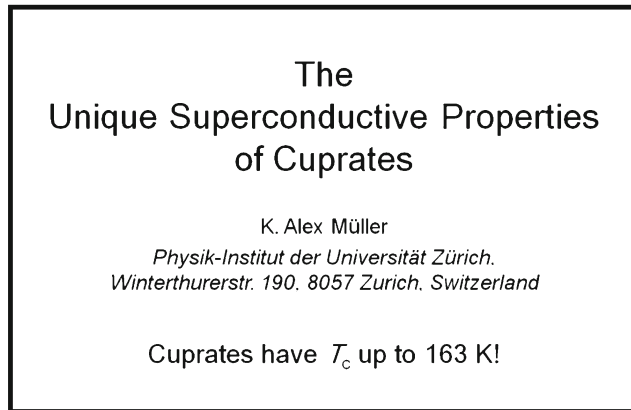 The
Unique Superconductive Properties
of Cuprates
K. Alex Müller
Physik-Institut der Universität Zürich.
Winterthurerstr. 190. 8057 Zurich. Switzerland
Cuprates have Tc up to 163 K!